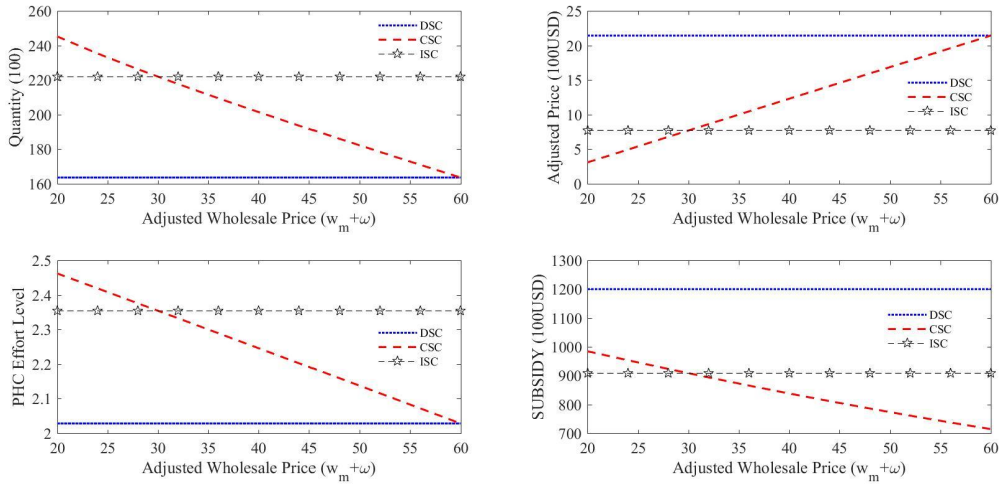 260
240
220
200
180
160
Quantity (100)
DSC
CSC
ISC
20 25 30 35 40 45 50 55 60
Adjusted Wholesale Price (w_m+ω)
25
20
15
10
5
0
Adjusted Price (100USD)
DSC
CSC
ISC
20 25 30 35 40 45 50 55 60
Adjusted Wholesale Price (w_m+ω)
2.5
2.4
2.3
2.2
2.1
2
PHC Effort Level
DSC
CSC
ISC
20 25 30 35 40 45 50 55 60
Adjusted Wholesale Price (w_m+ω)
1300
1200
1100
1000
900
800
700
SUBSIDY (100USD)
DSC
CSC
ISC
20 25 30 35 40 45 50 55 60
Adjusted Wholesale Price (w_m+ω)